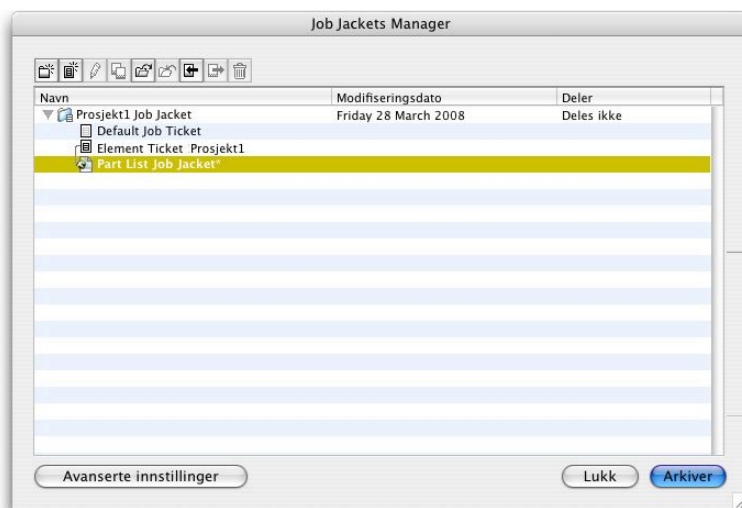 Job Jackets Manager
Navn Modifiseringsdato Deler
Prosjekt1 Job Jacket Friday 28 March 2008 Deles ikke
Default Job Ticket
Element Ticket Prosjekt1
Part List Job Jacket*
Avanserte innstillinger Lukk Arkiver